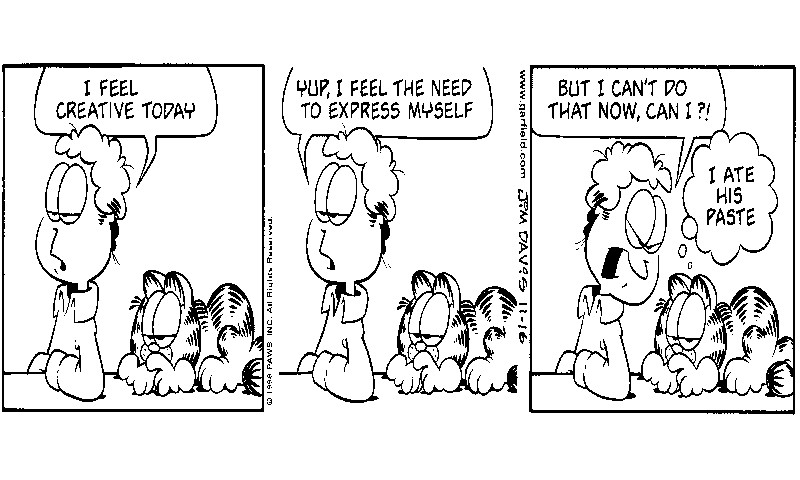 I FEEL
CREATIVE TODAY
© 1998 PAWS, INC. All Rights Reserved.
YUP, I FEEL THE NEED
TO EXPRESS MYSELF
www.garfield.com
JIM DAVIS 11-16
BUT I CAN'T DO
THAT NOW, CAN I?!
I ATE
HIS
PASTE